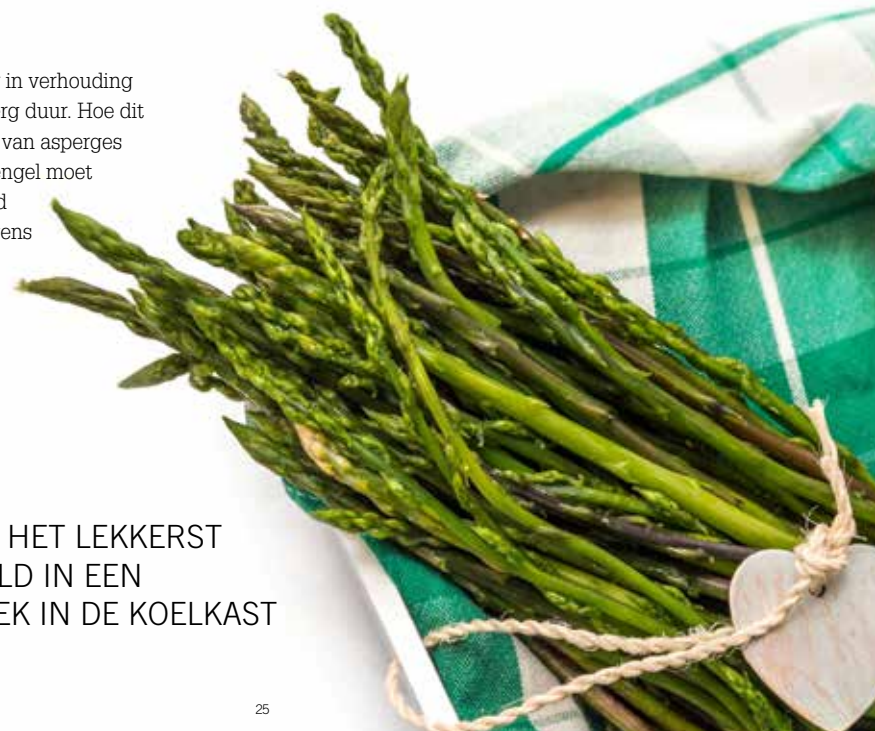 in verhouding
rg duur. Hoe dit
van asperges
engel moet
d
ens
HET LEKKERST
LD IN EEN
EK IN DE KOELKAST
25